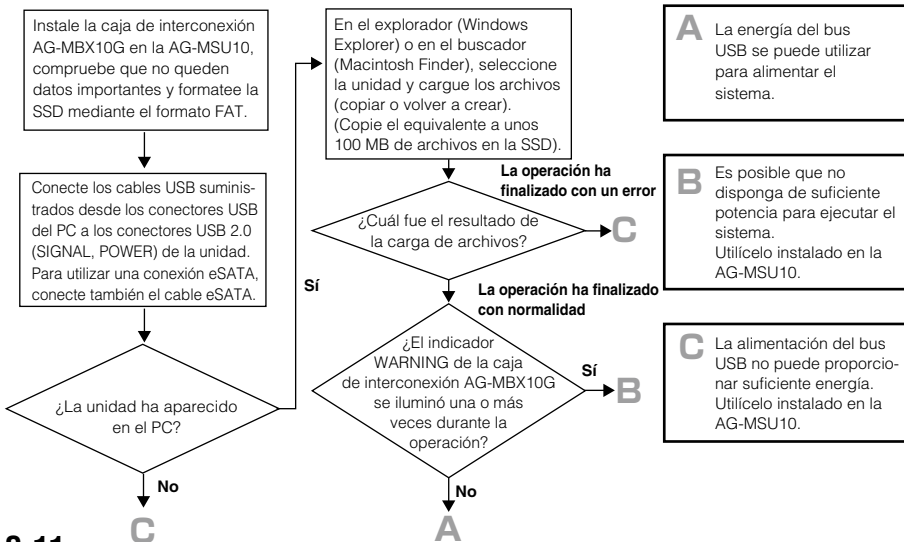 Instale la caja de interconexión
AG-MBX10G en la AG-MSU10,
compruebe que no queden
datos importantes y formatee la
SSD mediante el formato FAT.
Conecte los cables USB suminis-
trados desde los conectores USB
del PC a los conectores USB 2.0
(SIGNAL, POWER) de la unidad.
Para utilizar una conexión eSATA,
conecte también el cable eSATA.
¿La unidad ha aparecido
en el PC?
Sí
No
C
En el explorador (Windows
Explorer) o en el buscador
(Macintosh Finder), seleccione
la unidad y cargue los archivos
(copiar o volver a crear).
(Copie el equivalente a unos
100 MB de archivos en la SSD).
La operación ha
finalizado con un error
¿Cuál fue el resultado de
la carga de archivos?
C
La operación ha finalizado
con normalidad
¿El indicador
WARNING de la caja
de interconexión AG-MBX10G
se iluminó una o más
veces durante la
operación?
Sí
B
No
A
A
La energía del bus
USB se puede utilizar
para alimentar el
sistema.
B
Es posible que no
disponga de suficiente
potencia para ejecutar el
sistema.
Utilícelo instalado en la
AG-MSU10.
C
La alimentación del bus
USB no puede proporcio-
nar suficiente energía.
Utilícelo instalado en la
AG-MSU10.